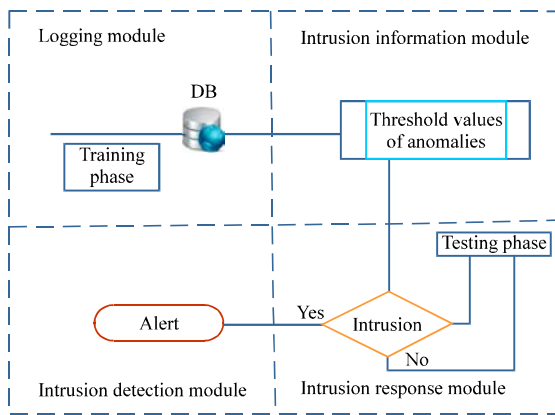 Logging module
Intrusion information module
DB
Threshold values
of anomalies
Training
phase
Testing phase
Yes
Alert
Intrusion
No
Intrusion detection module
Intrusion response module